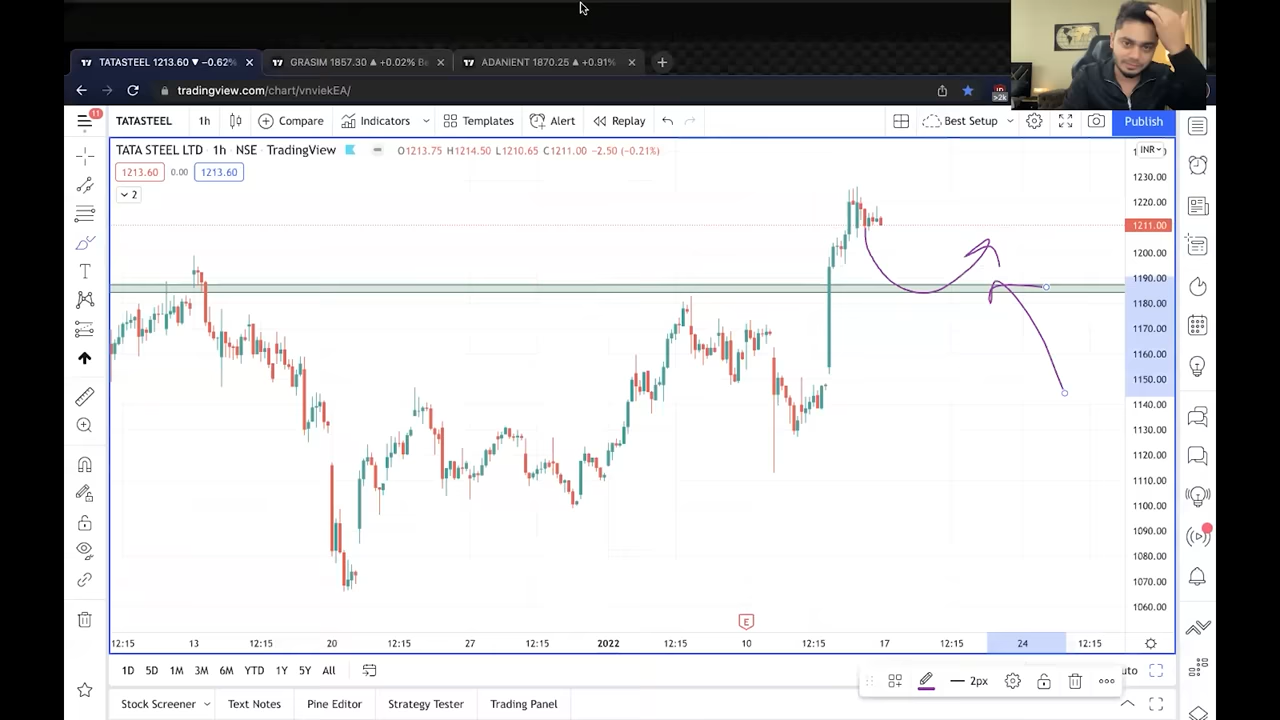 TATASTEEL 1213.60 ▼ −0.62% ×
GRASIM 1857.30 ▲ +0.02% ×
ADANIENT 1870.25 ▲ +0.91% ×
tradingview.com/chart/vnviekEA/
>2k
11
TATASTEEL 1h Compare Indicators Templates Alert Replay Best Setup Publish
TATA STEEL LTD 1h NSE TradingView O1213.75 H1214.50 L1210.65 C1211.00 −2.50 (−0.21%)
INR
1213.60 0.00 1213.60
2
1230.00
1220.00
1211.00
1200.00
1190.00
1180.00
1170.00
1160.00
1150.00
1140.00
1130.00
1120.00
1110.00
1100.00
1090.00
1080.00
1070.00
1060.00
E
12:15 13 12:15 20 12:15 27 12:15 2022 12:15 10 12:15 17 12:15 24 12:15
1D 5D 1M 3M 6M YTD 1Y 5Y All
2px
Stock Screener Text Notes Pine Editor Strategy Tester Trading Panel